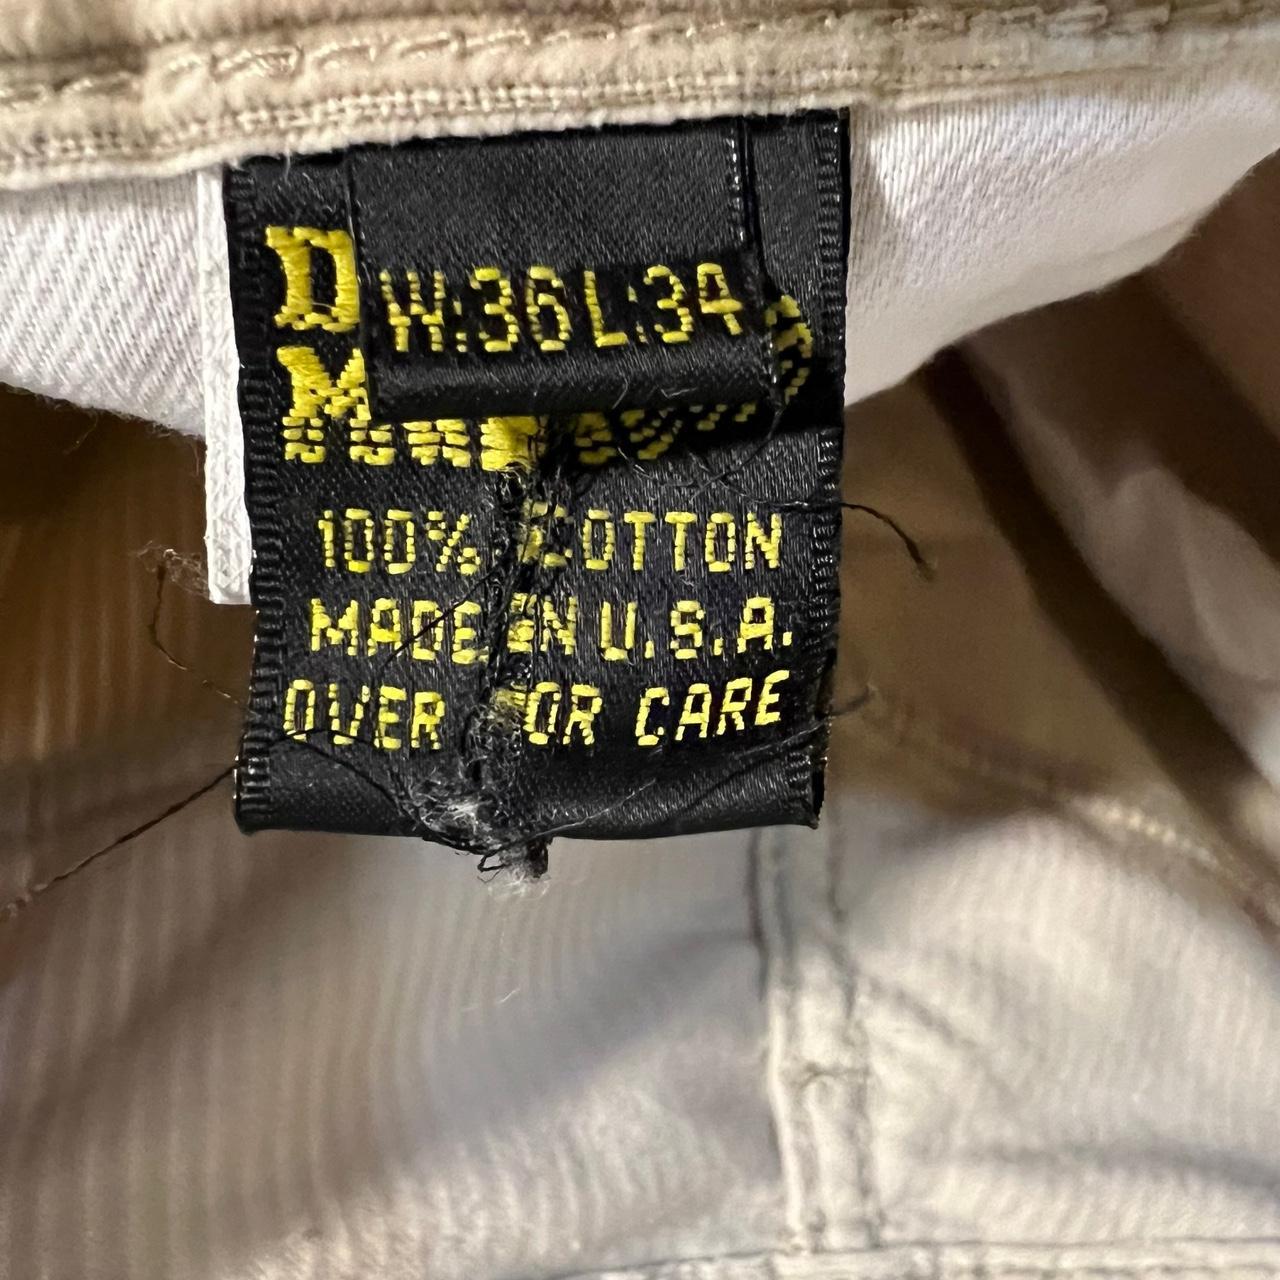 D
W:36 L:34
100% COTTON
MADE IN U.S.A.
OVER FOR CARE